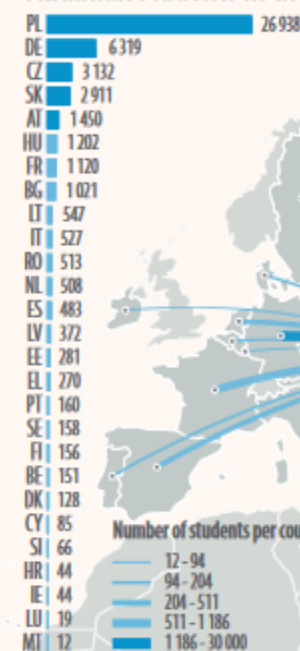 PL 26 938
DE 6 319
CZ 3 132
SK 2 911
AT 1 450
HU 1 202
FR 1 120
BG 1 021
LT 547
IT 527
RO 513
NL 508
ES 483
LV 372
EE 281
EL 270
PT 160
SE 158
FI 156
BE 151
DK 128
CY 85
SI 66
HR 44
IE 44
LU 19
MT 12
Number of students per cou
12 - 94
94 - 204
204 - 511
511 - 1 186
1 186 - 30 000